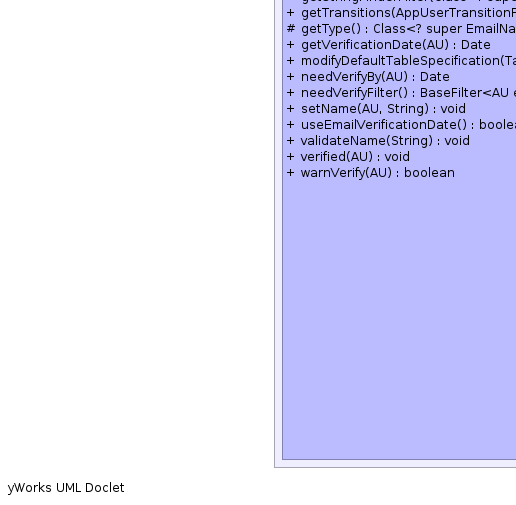 + getTransitions(AppUserTransitionF
# getType() : Class<? super EmailNa
+ getVerificationDate(AU) : Date
+ modifyDefaultTableSpecification(Ta
+ needVerifyBy(AU) : Date
+ needVerifyFilter() : BaseFilter<AU e
+ setName(AU, String) : void
+ useEmailVerificationDate() : boolea
+ validateName(String) : void
+ verified(AU) : void
+ warnVerify(AU) : boolean
yWorks UML Doclet